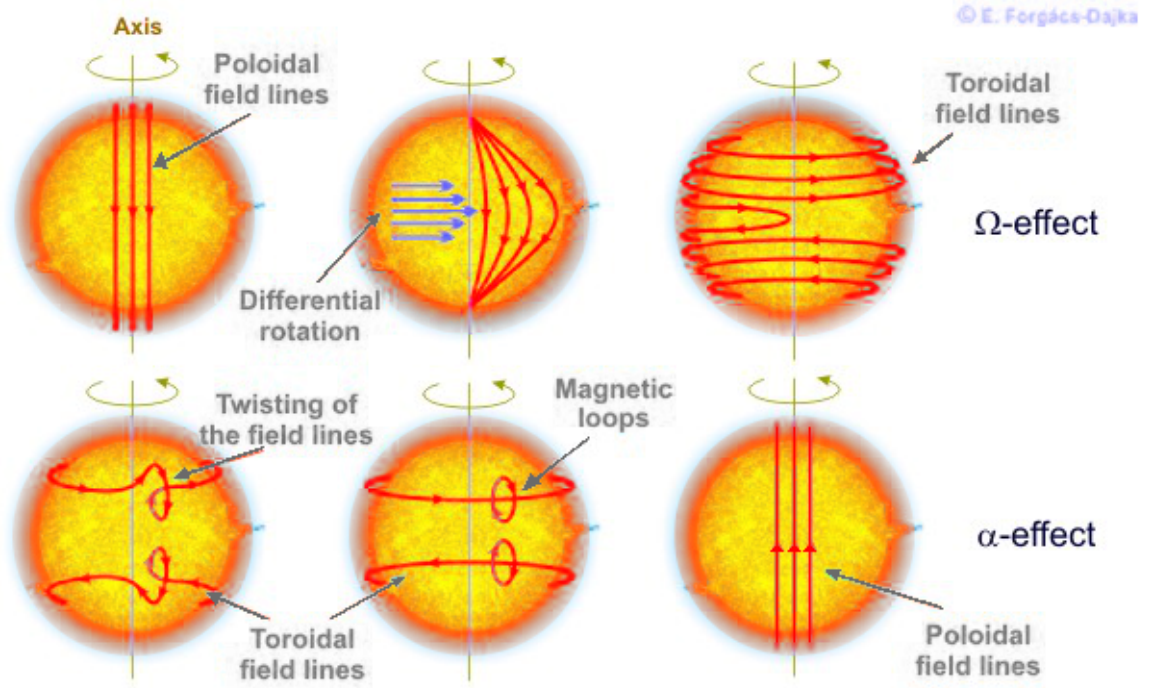 © E. Forgács-Dajka
Axis
Poloidal
field lines
Toroidal
field lines
Ω-effect
Differential
rotation
Twisting of
the field lines
Magnetic
loops
α-effect
Toroidal
field lines
Poloidal
field lines